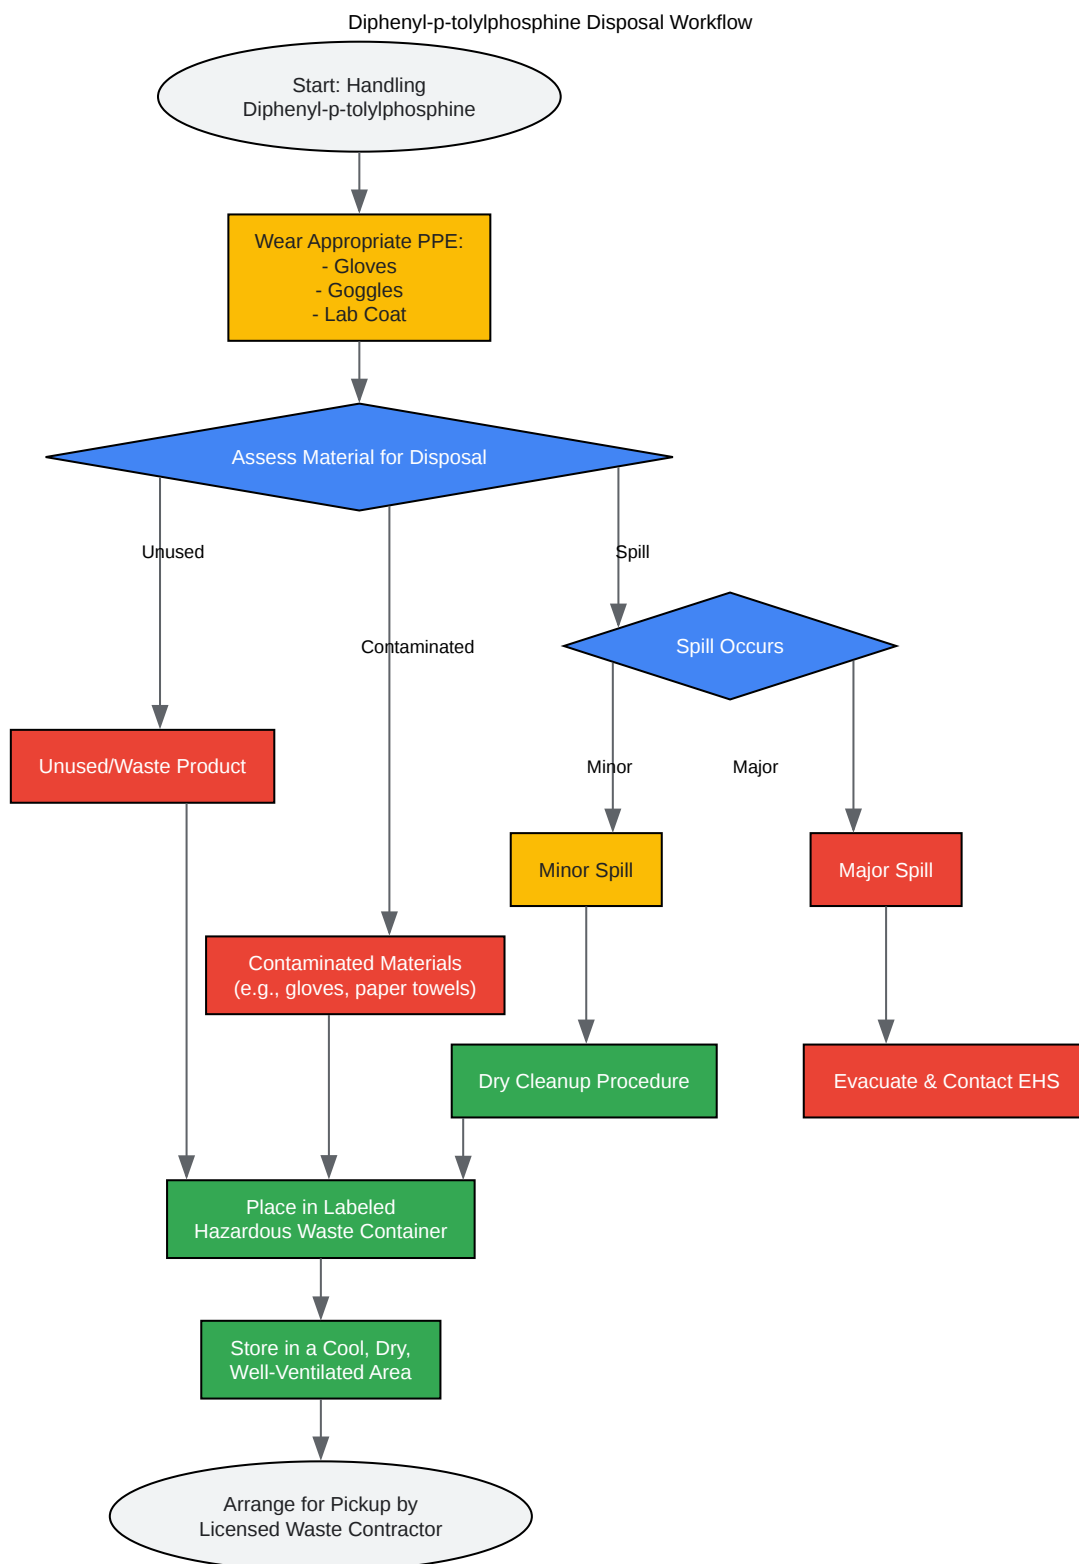 Diphenyl-p-tolylphosphine Disposal Workflow
Start: Handling
Diphenyl-p-tolylphosphine
Wear Appropriate PPE:
- Gloves
- Goggles
- Lab Coat
Assess Material for Disposal
Unused
Spill
Contaminated
Spill Occurs
Unused/Waste Product
Minor
Major
Minor Spill
Major Spill
Contaminated Materials
(e.g., gloves, paper towels)
Dry Cleanup Procedure
Evacuate & Contact EHS
Place in Labeled
Hazardous Waste Container
Store in a Cool, Dry,
Well-Ventilated Area
Arrange for Pickup by
Licensed Waste Contractor